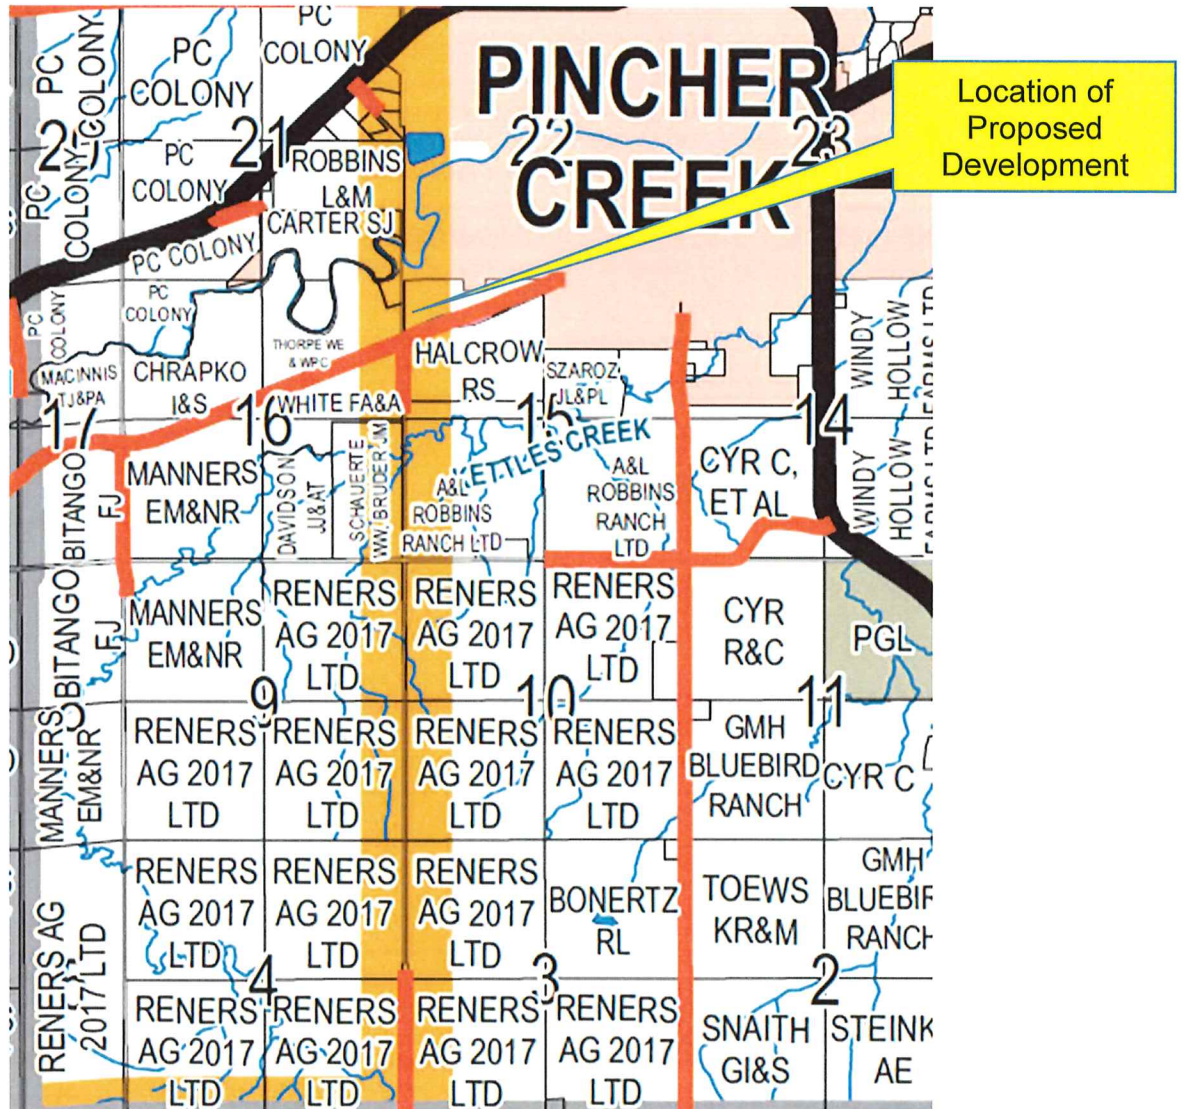 PC
COLONY
PC
COLONY
PC
COLONY
PINCHER
CREEK
Location of
Proposed
Development
21
22
23
PC
COLONY
PC
COLONY
ROBBINS
L&M
CARTER SJ
PC COLONY
PC
COLONY
PC
COLONY
THORPE WE
& WPC
MACINNIS
TJ&PA
CHRAPKO
I&S
WHITE FA&A
HALCROW
RS
SZAROZ
JL&PL
WINDY
HOLLOW
FARMS LTD
17
16
15
14
KETTLES CREEK
BITANGO
FJ
MANNERS
EM&NR
DAVIDSON
JJ&AT
SCHAUERTE
WW, BRUDER JM
A&L
ROBBINS
RANCH LTD
A&L
ROBBINS
RANCH
LTD
CYR C,
ET AL
WINDY
HOLLOW
FARMS LTD
BITANGO
FJ
MANNERS
EM&NR
RENERS
AG 2017
LTD
RENERS
AG 2017
LTD
RENERS
AG 2017
LTD
CYR
R&C
PGL
9
10
11
MANNERS
EM&NR
RENERS
AG 2017
LTD
RENERS
AG 2017
LTD
RENERS
AG 2017
LTD
RENERS
AG 2017
LTD
GMH
BLUEBIRD
RANCH
CYR C
RENERS AG
2017 LTD
RENERS
AG 2017
LTD
RENERS
AG 2017
LTD
RENERS
AG 2017
LTD
BONERTZ
RL
TOEWS
KR&M
GMH
BLUEBIR
RANCH
4
3
2
RENERS
AG 2017
LTD
RENERS
AG 2017
LTD
RENERS
AG 2017
LTD
RENERS
AG 2017
LTD
SNAITH
GI&S
STEINK
AE